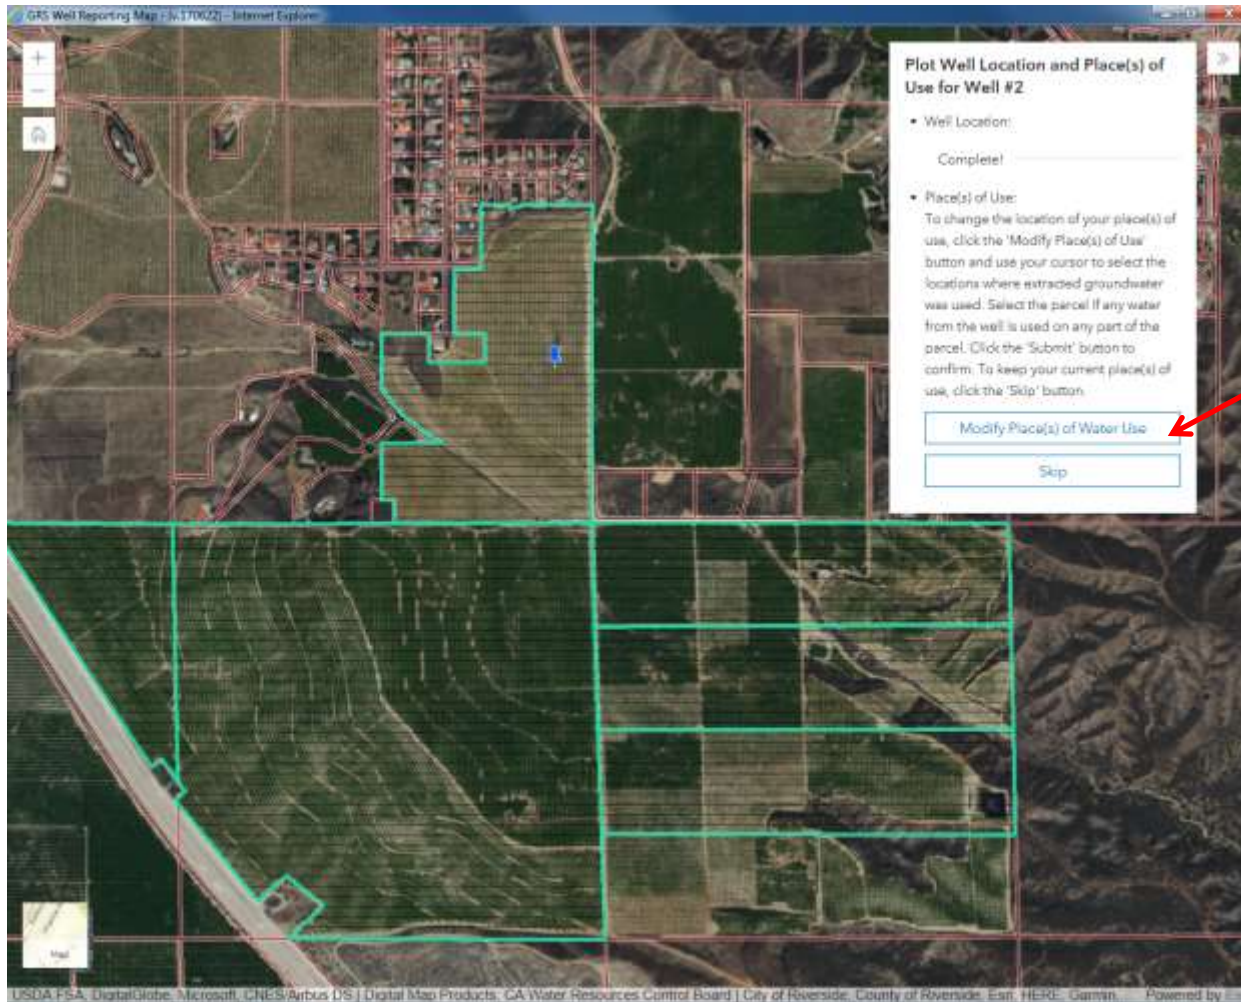 GRS Well Reporting Map - (v.170622) - Internet Explorer
+
−
Plot Well Location and Place(s) of
Use for Well #2
• Well Location:
Complete!
• Place(s) of Use:
To change the location of your place(s) of
use, click the 'Modify Place(s) of Use'
button and use your cursor to select the
locations where extracted groundwater
was used. Select the parcel if any water
from the well is used on any part of the
parcel. Click the 'Submit' button to
confirm. To keep your current place(s) of
use, click the 'Skip' button.
Modify Place(s) of Water Use
Skip
Map
USDA FSA, DigitalGlobe, Microsoft, CNES/Airbus DS | Digital Map Products, CA Water Resources Control Board | City of Riverside, County of Riverside, Esri, HERE, Garmin, Powered by